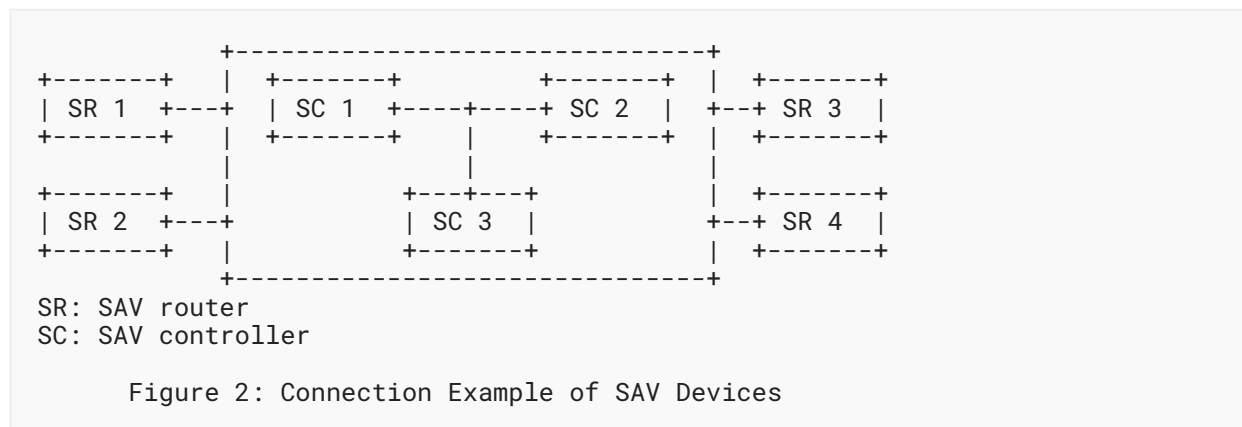 +-------------------------------+
+-------+   |  +-------+         +-------+  |  +-------+
| SR 1  +---+  | SC 1  +----+----+ SC 2  |  +--+ SR 3  |
+-------+   |  +-------+    |    +-------+  |  +-------+
            |               |               |
+-------+   |           +---+---+           |  +-------+
| SR 2  +---+           | SC 3  |           +--+ SR 4  |
+-------+   |           +-------+           |  +-------+
            +-------------------------------+
SR: SAV router
SC: SAV controller
      Figure 2: Connection Example of SAV Devices